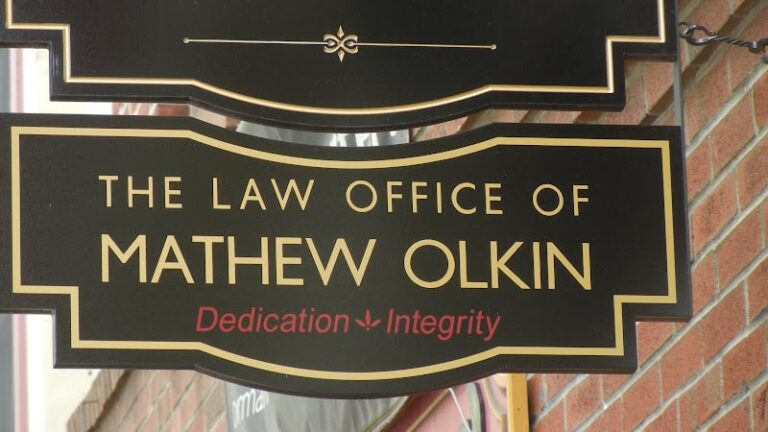 THE LAW OFFICE OF
MATHEW OLKIN
Dedication Integrity